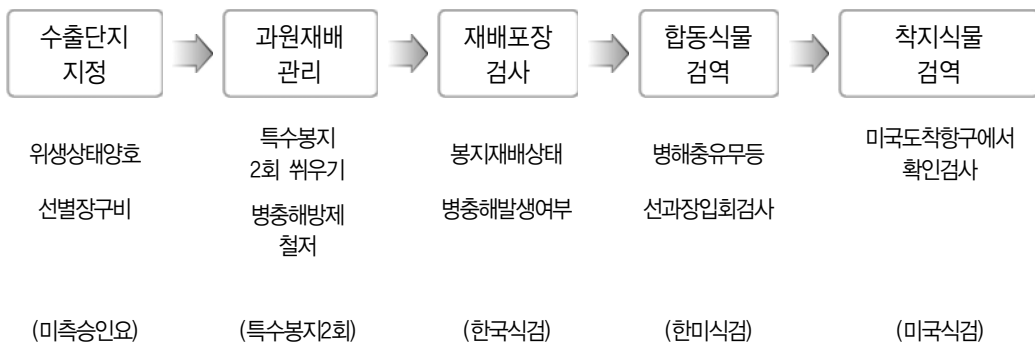 수출단지
지정
과원재배
관리
재배포장
검사
합동식물
검역
착지식물
검역
위생상태양호
선별장구비
(미측승인요)
특수봉지
2회 씌우기
병충해방제
철저
(특수봉지2회)
봉지재배상태
병충해발생여부
(한국식검)
병해충유무등
선과장입회검사
(한미식검)
미국도착항구에서
확인검사
(미국식검)